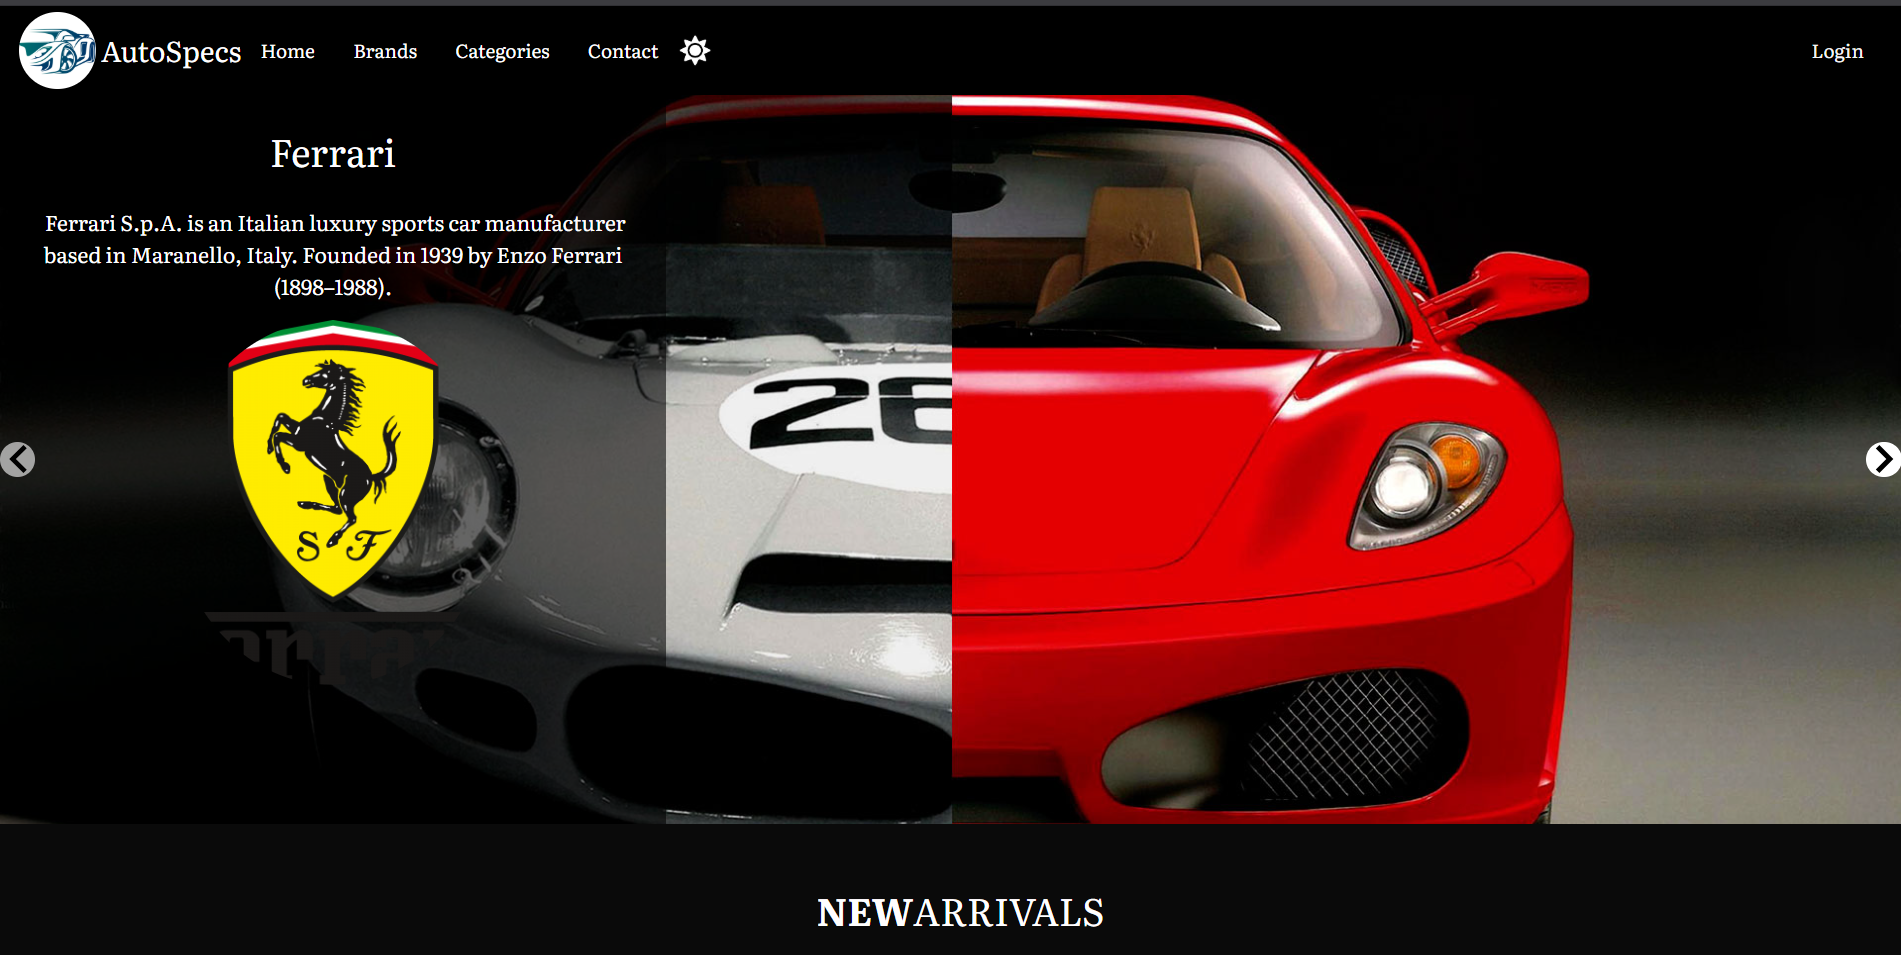 AutoSpecs Home Brands Categories Contact Login
Ferrari
Ferrari S.p.A. is an Italian luxury sports car manufacturer
based in Maranello, Italy. Founded in 1939 by Enzo Ferrari
(1898–1988).
26
S F
NEWARRIVALS